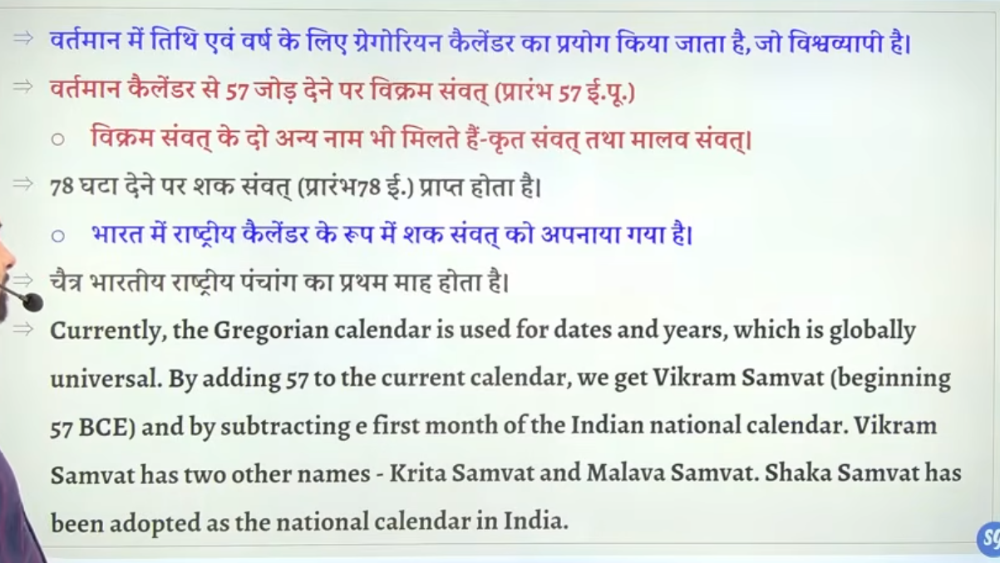 ⇒ वर्तमान में तिथि एवं वर्ष के लिए ग्रेगोरियन कैलेंडर का प्रयोग किया जाता है, जो विश्वव्यापी है।
⇒ वर्तमान कैलेंडर से 57 जोड़ देने पर विक्रम संवत् (प्रारंभ 57 ई.पू.)
○ विक्रम संवत् के दो अन्य नाम भी मिलते हैं-कृत संवत् तथा मालव संवत्।
⇒ 78 घटा देने पर शक संवत् (प्रारंभ78 ई.) प्राप्त होता है।
○ भारत में राष्ट्रीय कैलेंडर के रूप में शक संवत् को अपनाया गया है।
⇒ चैत्र भारतीय राष्ट्रीय पंचांग का प्रथम माह होता है।
⇒ Currently, the Gregorian calendar is used for dates and years, which is globally
universal. By adding 57 to the current calendar, we get Vikram Samvat (beginning
57 BCE) and by subtracting e first month of the Indian national calendar. Vikram
Samvat has two other names - Krita Samvat and Malava Samvat. Shaka Samvat has
been adopted as the national calendar in India.